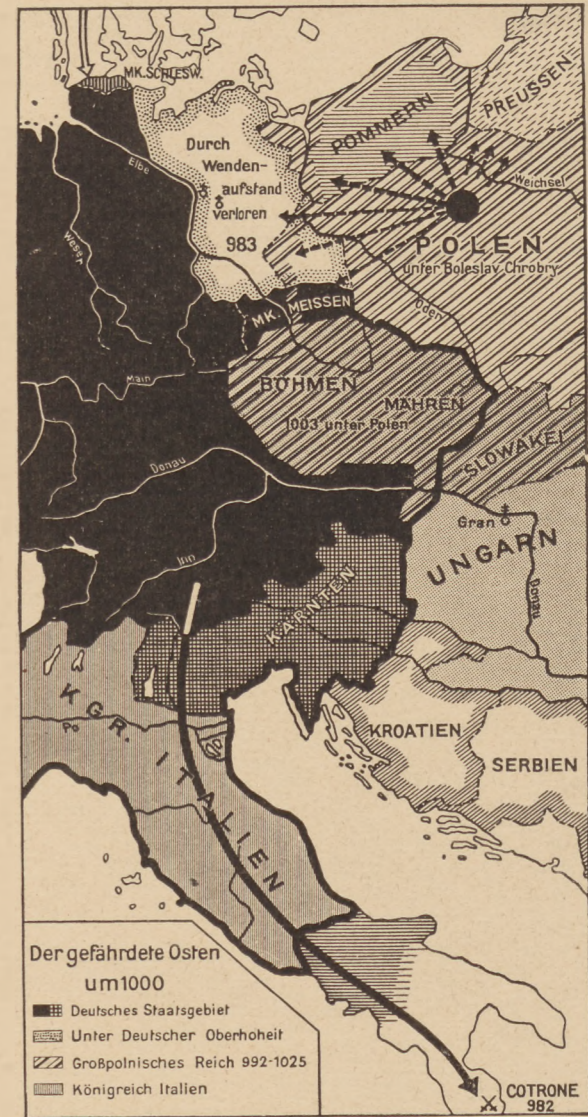 MK. SCHLESW.
PREUSSEN
POMMERN
Durch
Wenden-
aufstand
verloren
983
Elbe
Weser
Weichsel
POLEN
unter Boleslav Chrobry
Oder
MK. MEISSEN
BÖHMEN
MÄHREN
1003 unter Polen
Main
SLOWAKEI
Donau
Gran
UNGARN
Donau
Inn
KÄRNTEN
KGR. ITALIEN
Po
KROATIEN
SERBIEN
Der gefährdete Osten
um 1000
Deutsches Staatsgebiet
Unter Deutscher Oberhoheit
Großpolnisches Reich 992-1025
Königreich Italien
COTRONE
982